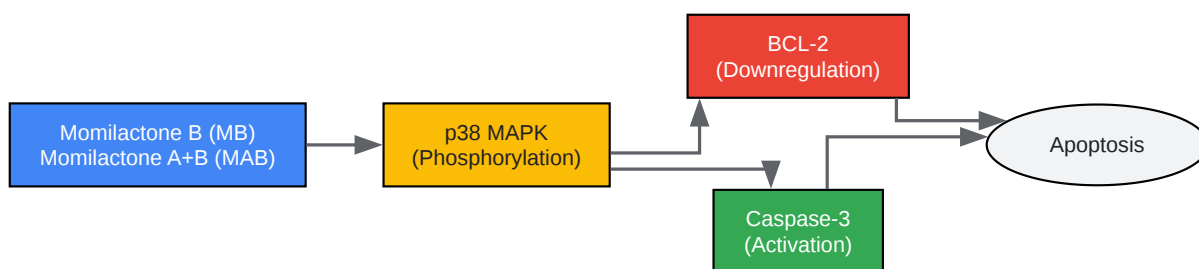 Momilactone B (MB)
Momilactone A+B (MAB)
p38 MAPK
(Phosphorylation)
BCL-2
(Downregulation)
Caspase-3
(Activation)
Apoptosis